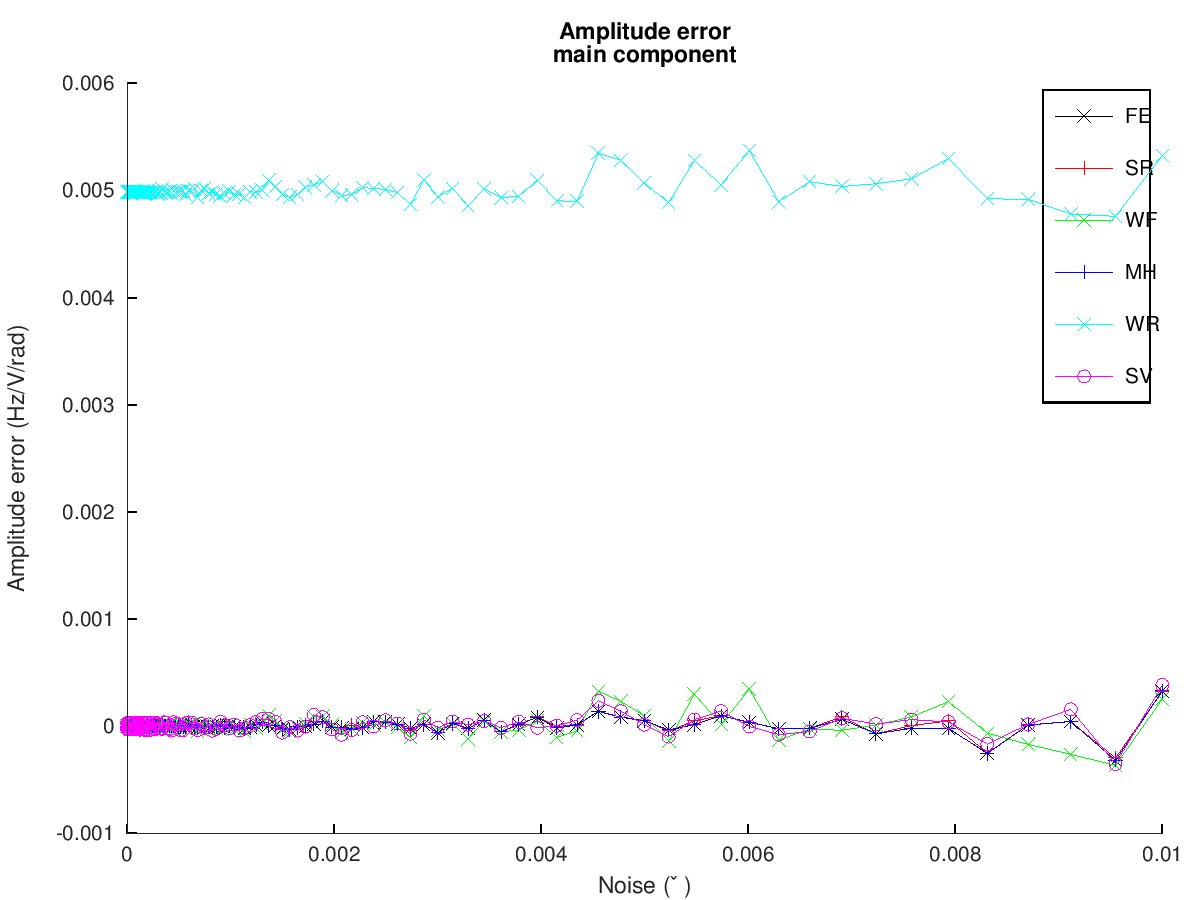 Amplitude error
main component
0.006
0.005
0.004
0.003
0.002
0.001
0
-0.001
Amplitude error (Hz/V/rad)
0
0.002
0.004
0.006
0.008
0.01
Noise (ˇ )
FE
SR
WF
MH
WR
SV